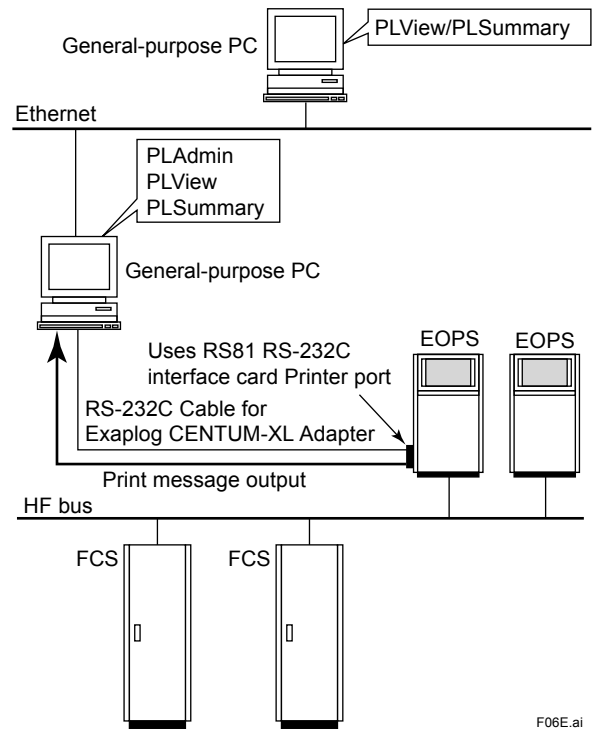 PLView/PLSummary
General-purpose PC
Ethernet
PLAdmin
PLView
PLSummary
General-purpose PC
Uses RS81 RS-232C
interface card Printer port
EOPS
EOPS
RS-232C Cable for
Exaplog CENTUM-XL Adapter
Print message output
HF bus
FCS
FCS
F06E.ai